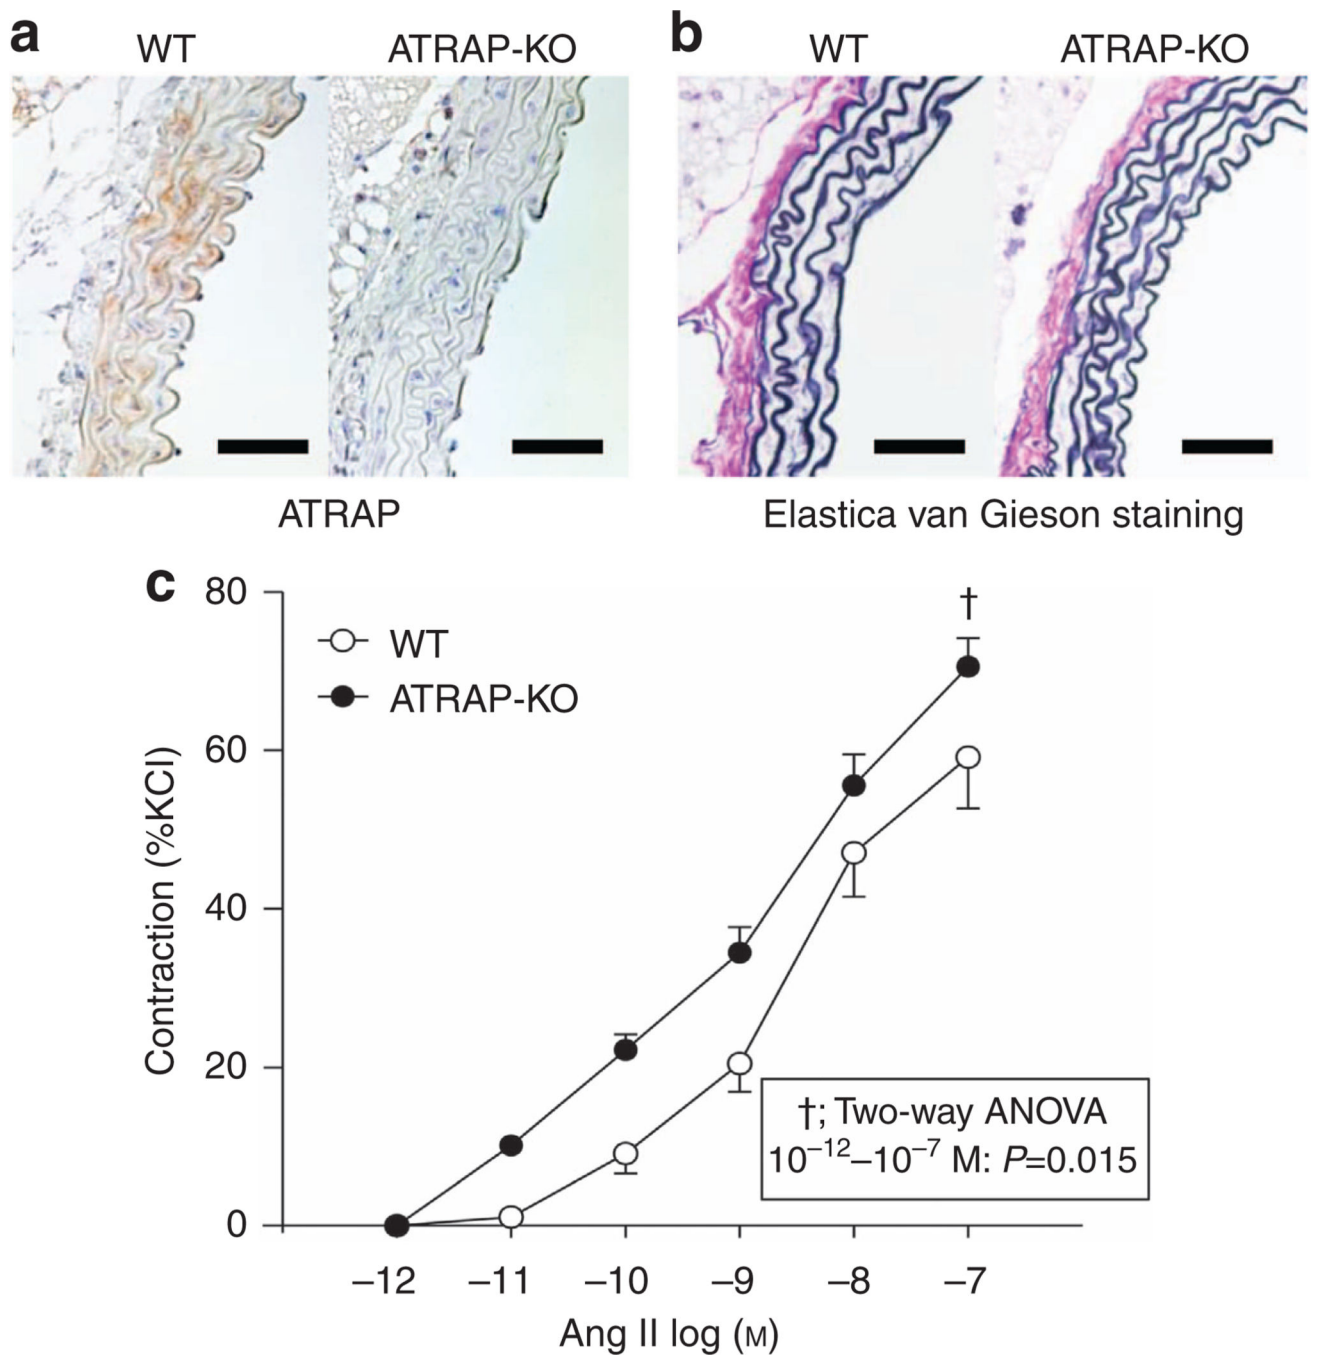 a
WT
ATRAP-KO
b
WT
ATRAP-KO
ATRAP
Elastica van Gieson staining
c
80
60
40
20
0
Contraction (%KCl)
WT
ATRAP-KO
†
†; Two-way ANOVA
10⁻¹²–10⁻⁷ M: P=0.015
–12 –11 –10 –9 –8 –7
Ang II log (M)